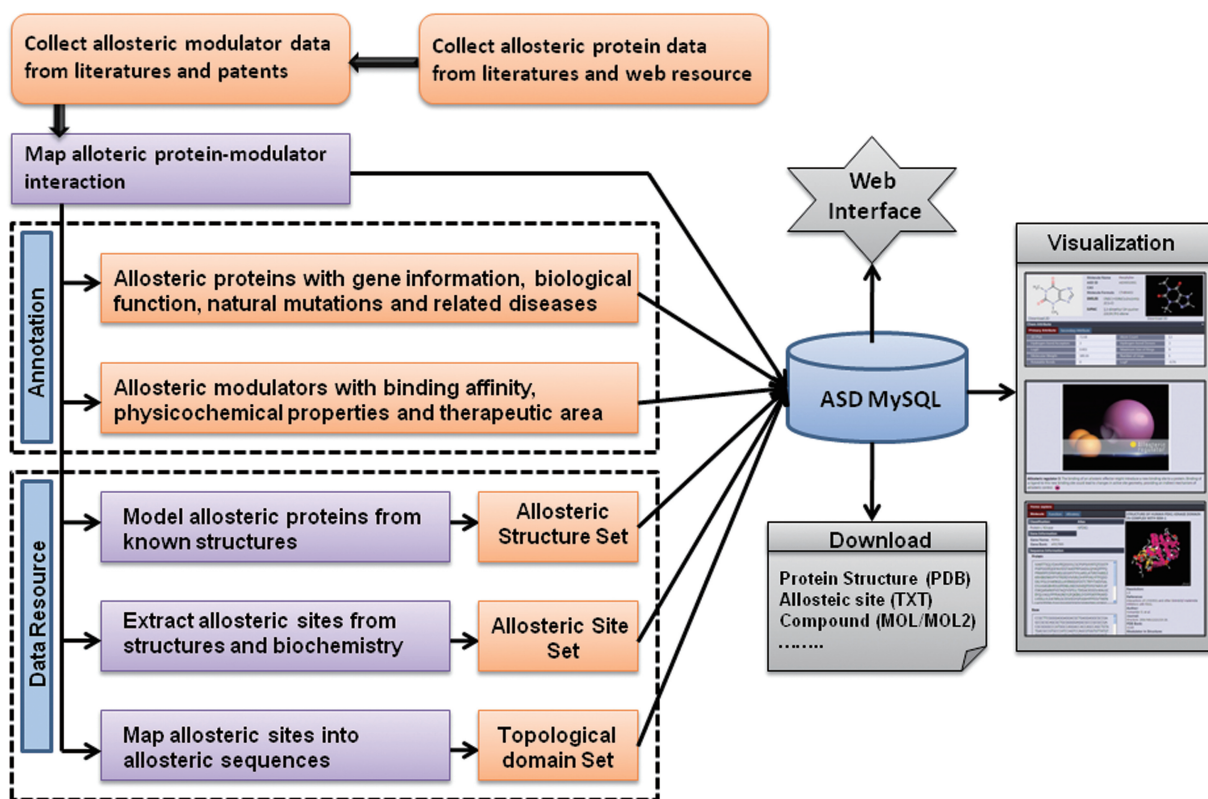 Collect allosteric modulator data
from literatures and patents
Collect allosteric protein data
from literatures and web resource
Map alloteric protein-modulator
interaction
Annotation
Allosteric proteins with gene information, biological
function, natural mutations and related diseases
Allosteric modulators with binding affinity,
physicochemical properties and therapeutic area
Data Resource
Model allosteric proteins from
known structures
Allosteric
Structure Set
Extract allosteric sites from
structures and biochemistry
Allosteric Site
Set
Map allosteric sites into
allosteric sequences
Topological
domain Set
Web
Interface
ASD MySQL
Download
Protein Structure (PDB)
Allosteic site (TXT)
Compound (MOL/MOL2)
........
Visualization